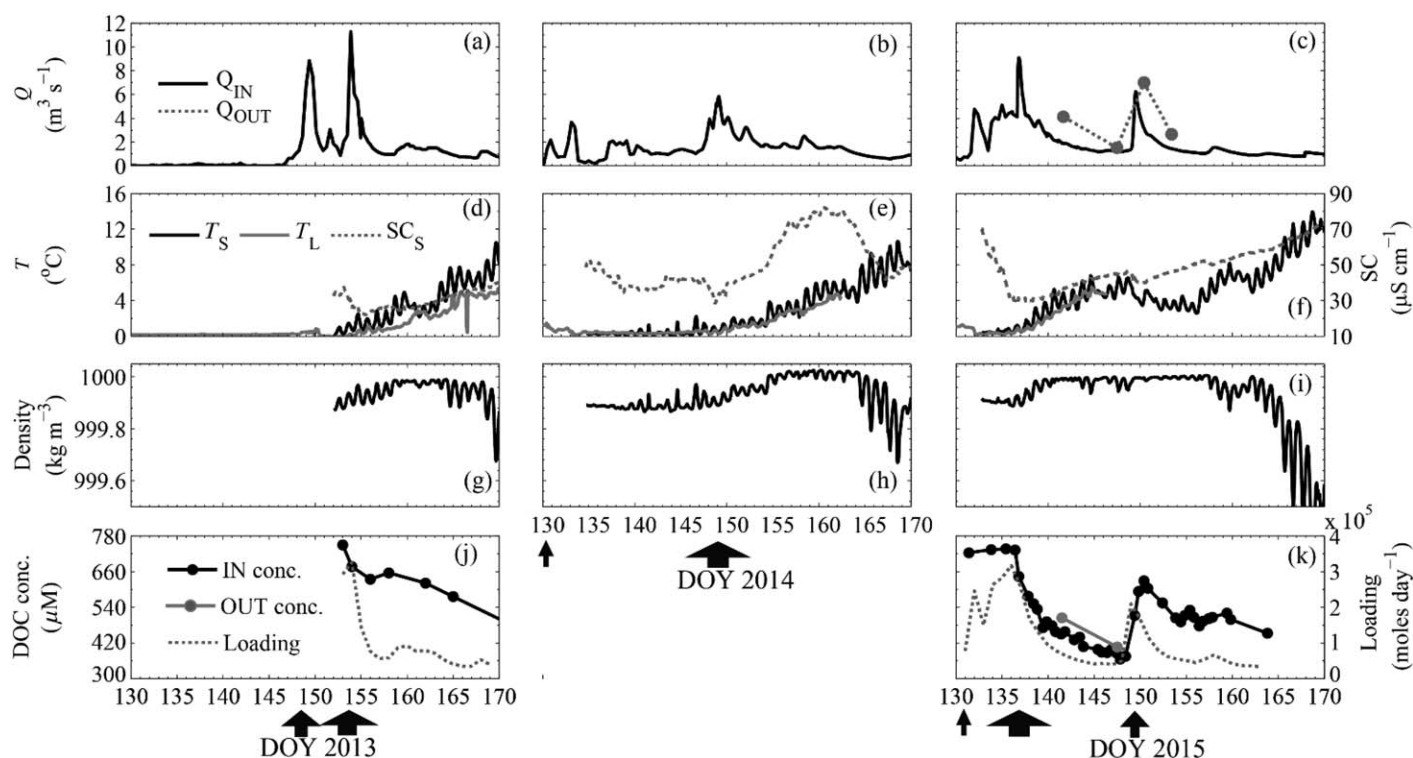 12
10
8
6
4
2
0
Q
(m³ s⁻¹)
Q_IN
Q_OUT
(a)
(b)
(c)
16
12
8
4
0
T
(°C)
T_S T_L SC_S
(d)
(e)
(f)
90
70
50
30
10
SC
(µS cm⁻¹)
1000
999.8
999.6
Density
(kg m⁻³)
(g)
(h)
(i)
130 135 140 145 150 155 160 165 170
DOY 2014
780
660
540
420
300
DOC conc.
(µM)
IN conc.
OUT conc.
Loading
(j)
(k)
x 10⁵
4
3
2
1
0
Loading
(moles day⁻¹)
130 135 140 145 150 155 160 165 170
DOY 2013
130 135 140 145 150 155 160 165 170
DOY 2015